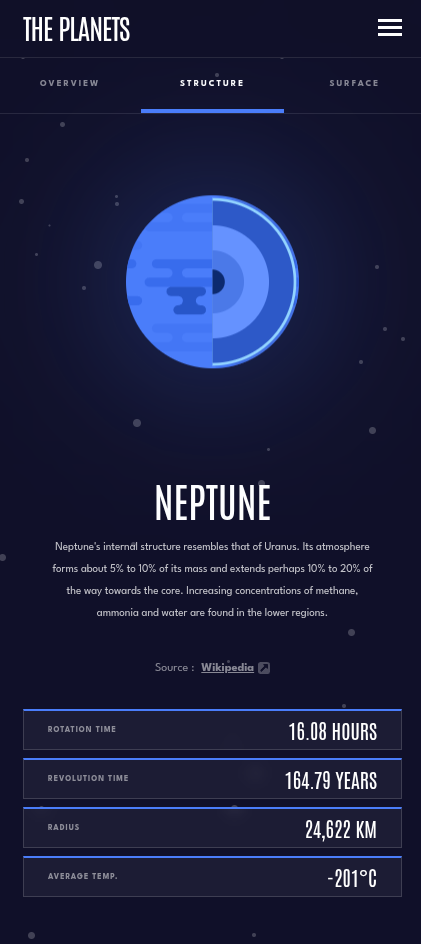 THE PLANETS
OVERVIEW STRUCTURE SURFACE
NEPTUNE
Neptune's internal structure resembles that of Uranus. Its atmosphere
forms about 5% to 10% of its mass and extends perhaps 10% to 20% of
the way towards the core. Increasing concentrations of methane,
ammonia and water are found in the lower regions.
Source : Wikipedia
ROTATION TIME 16.08 HOURS
REVOLUTION TIME 164.79 YEARS
RADIUS 24,622 KM
AVERAGE TEMP. -201°C